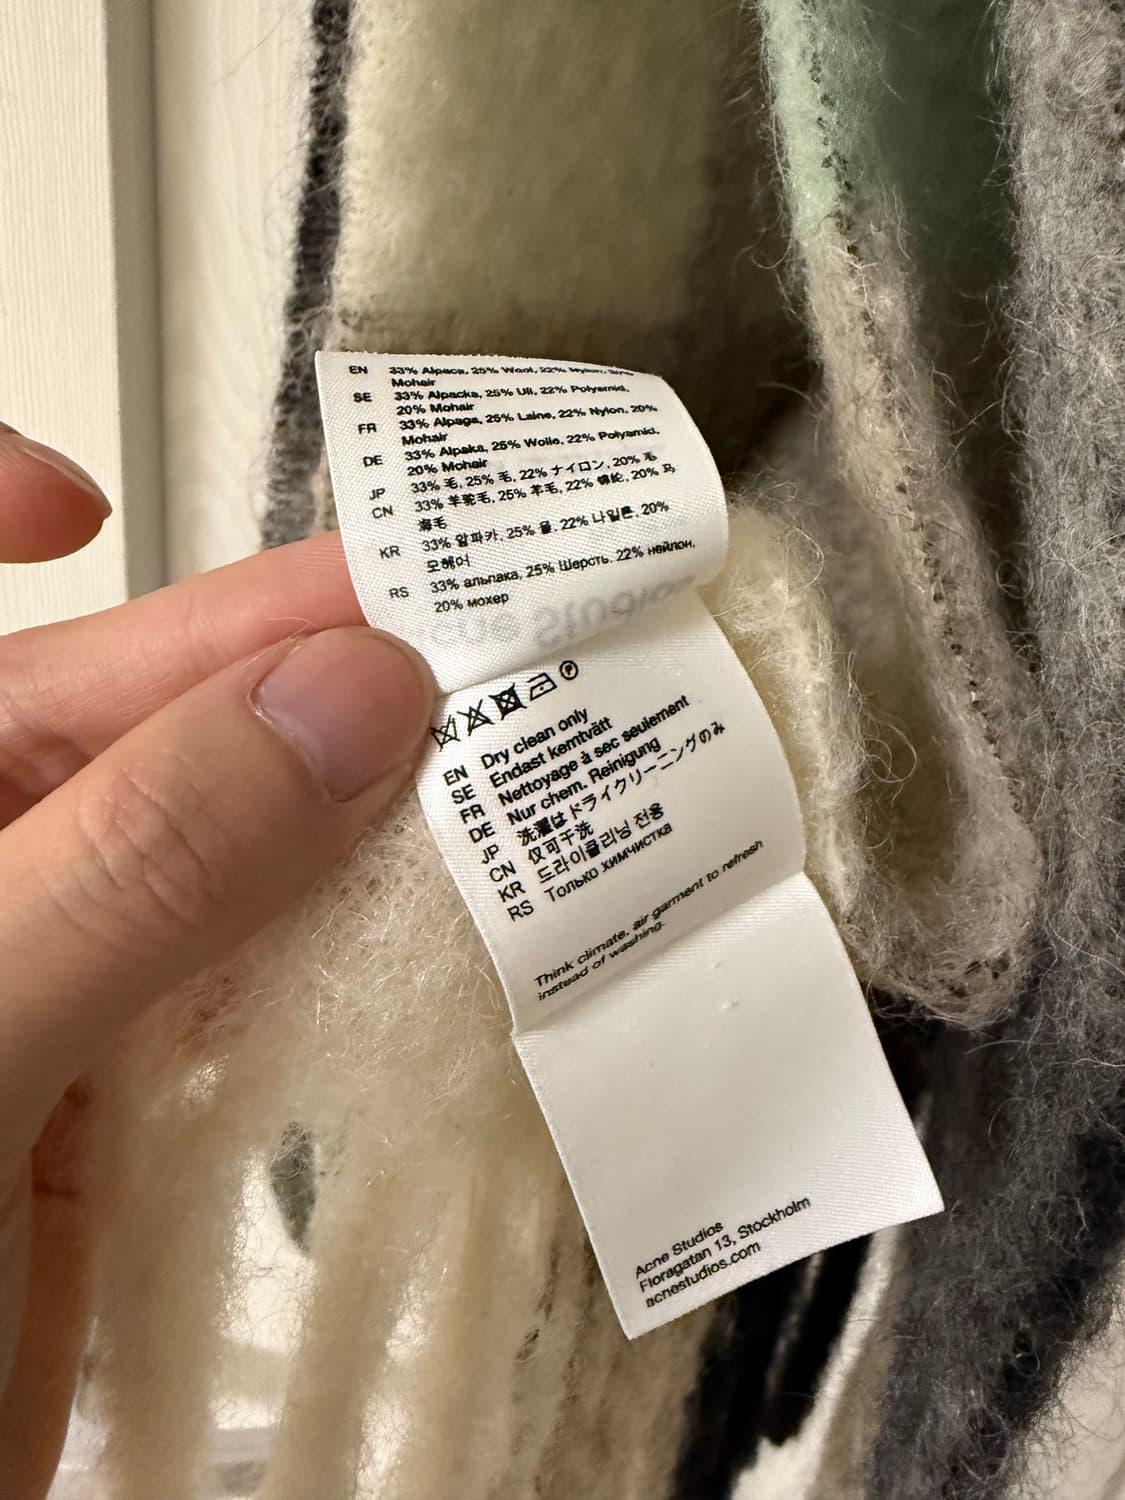 EN 33% Alpaca, 25% Wool, 22% Nylon, 20%
Mohair
SE 33% Alpacka, 25% Ull, 22% Polyamid,
20% Mohair
FR 33% Alpaga, 25% Laine, 22% Nylon, 20%
Mohair
DE 33% Alpaka, 25% Wolle, 22% Polyamid,
20% Mohair
JP 33% 毛, 25% 毛, 22% ナイロン, 20% 毛
CN 33% 羊驼毛, 25% 羊毛, 22% 锦纶, 20% 马
海毛
KR 33% 알파카, 25% 울, 22% 나일론, 20%
모헤어
RS 33% альпака, 25% Шерсть, 22% нейлон,
20% мохер
EN Dry clean only
SE Endast kemtvätt
FR Nettoyage à sec seulement
DE Nur chem. Reinigung
JP 洗濯はドライクリーニングのみ
CN 仅可干洗
KR 드라이클리닝 전용
RS Только химчистка
Think climate, air garment to refresh
instead of washing.
Acne Studios
Floragatan 13, Stockholm
acnestudios.com